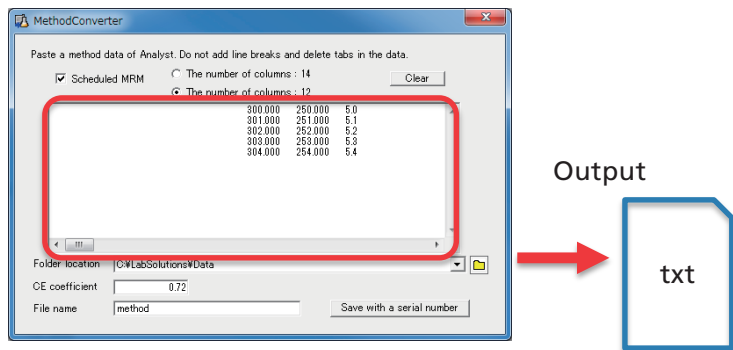 MethodConverter
Paste a method data of Analyst. Do not add line breaks and delete tabs in the data.
Scheduled MRM
The number of columns : 14
Clear
The number of columns : 12
300.000 250.000 5.0
301.000 251.000 5.1
302.000 252.000 5.2
303.000 253.000 5.3
304.000 254.000 5.4
Folder location C:¥LabSolutions¥Data
CE coefficient 0.72
File name method Save with a serial number
Output
txt